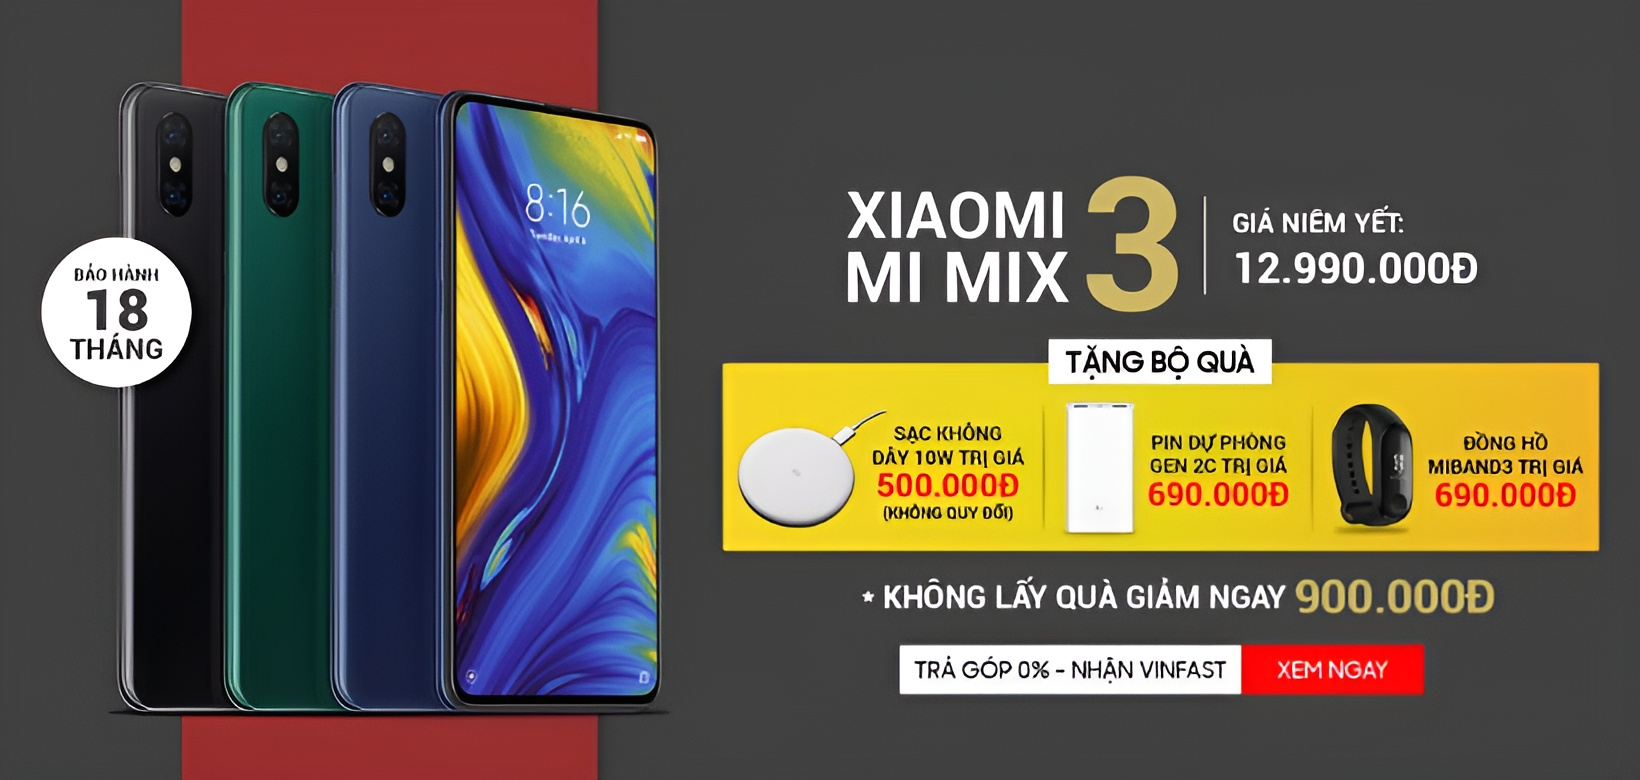 BẢO HÀNH
18
THÁNG
8:16
XIAOMI
MI MIX 3
GIÁ NIÊM YẾT:
12.990.000Đ
TẶNG BỘ QUÀ
SẠC KHÔNG
DÂY 10W TRỊ GIÁ
500.000Đ
(KHÔNG QUY ĐỔI)
PIN DỰ PHÒNG
GEN 2C TRỊ GIÁ
690.000Đ
ĐỒNG HỒ
MIBAND3 TRỊ GIÁ
690.000Đ
* KHÔNG LẤY QUÀ GIẢM NGAY 900.000Đ
TRẢ GÓP 0% - NHẬN VINFAST
XEM NGAY